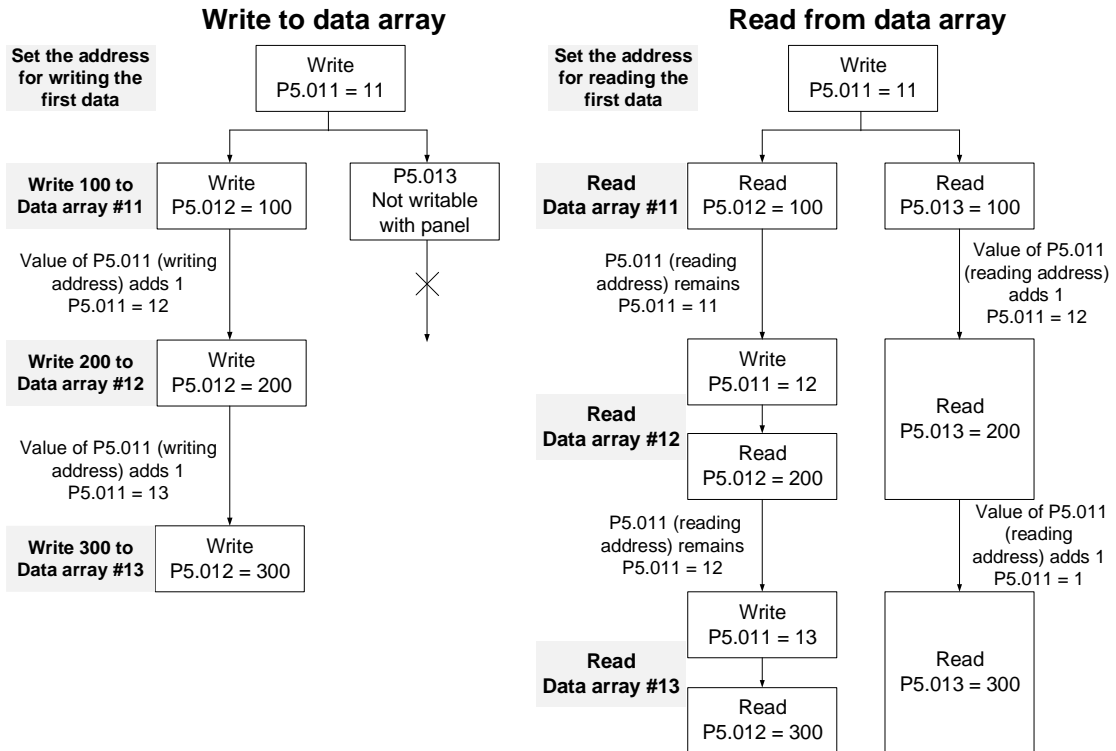 Write to data array
Set the address
for writing the
first data
Write
P5.011 = 11
Write 100 to
Data array #11
Write
P5.012 = 100
P5.013
Not writable
with panel
Value of P5.011 (writing
address) adds 1
P5.011 = 12
Write 200 to
Data array #12
Write
P5.012 = 200
Value of P5.011 (writing
address) adds 1
P5.011 = 13
Write 300 to
Data array #13
Write
P5.012 = 300
Read from data array
Set the address
for reading the
first data
Write
P5.011 = 11
Read
Data array #11
Read
P5.012 = 100
Read
P5.013 = 100
P5.011 (reading
address) remains
P5.011 = 11
Value of P5.011
(reading address)
adds 1
P5.011 = 12
Read
Data array #12
Write
P5.011 = 12
Read
P5.012 = 200
Read
P5.013 = 200
P5.011 (reading
address) remains
P5.011 = 12
Value of P5.011
(reading
address) adds 1
P5.011 = 1
Read
Data array #13
Write
P5.011 = 13
Read
P5.012 = 300
Read
P5.013 = 300